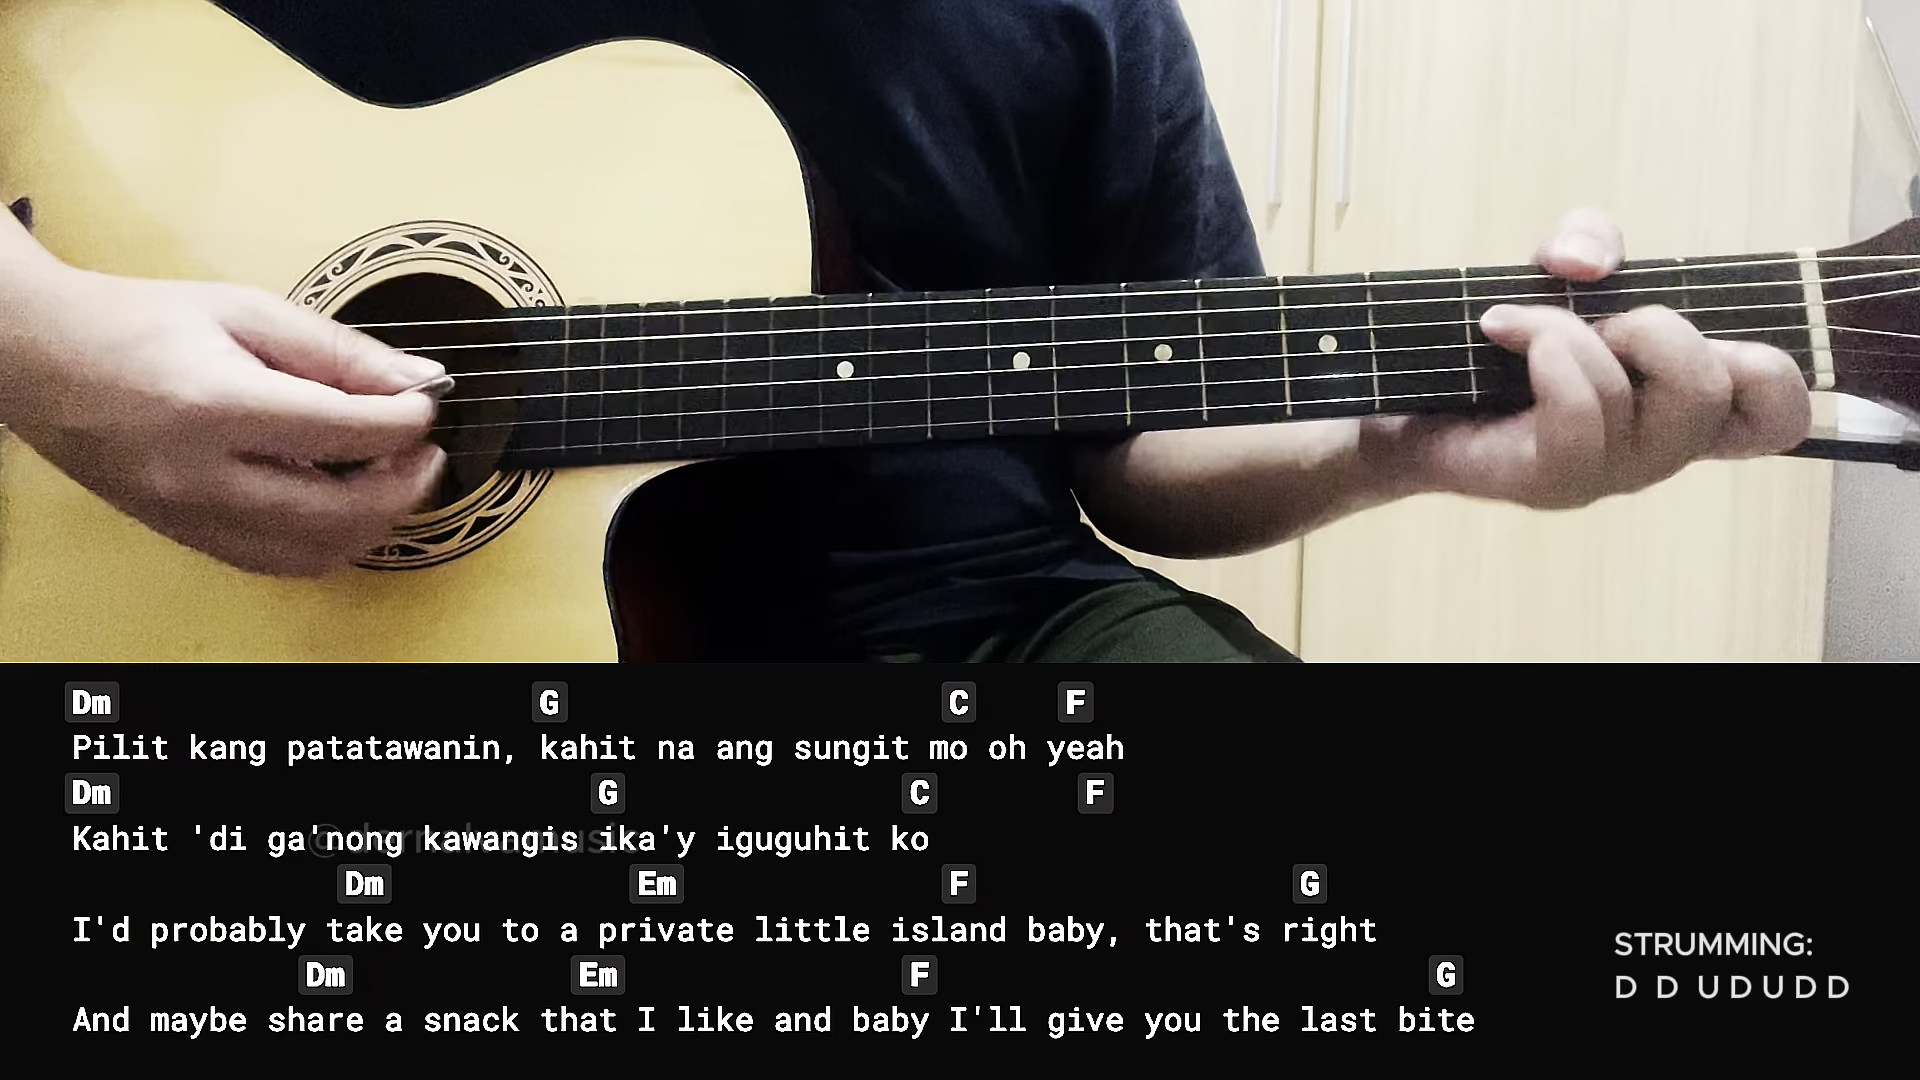 Dm G C F
Pilit kang patatawanin, kahit na ang sungit mo oh yeah
Dm G C F
Kahit 'di ga'nong kawangis ika'y iguguhit ko
Dm Em F G
I'd probably take you to a private little island baby, that's right
Dm Em F G
And maybe share a snack that I like and baby I'll give you the last bite
STRUMMING:
D D U D U D D